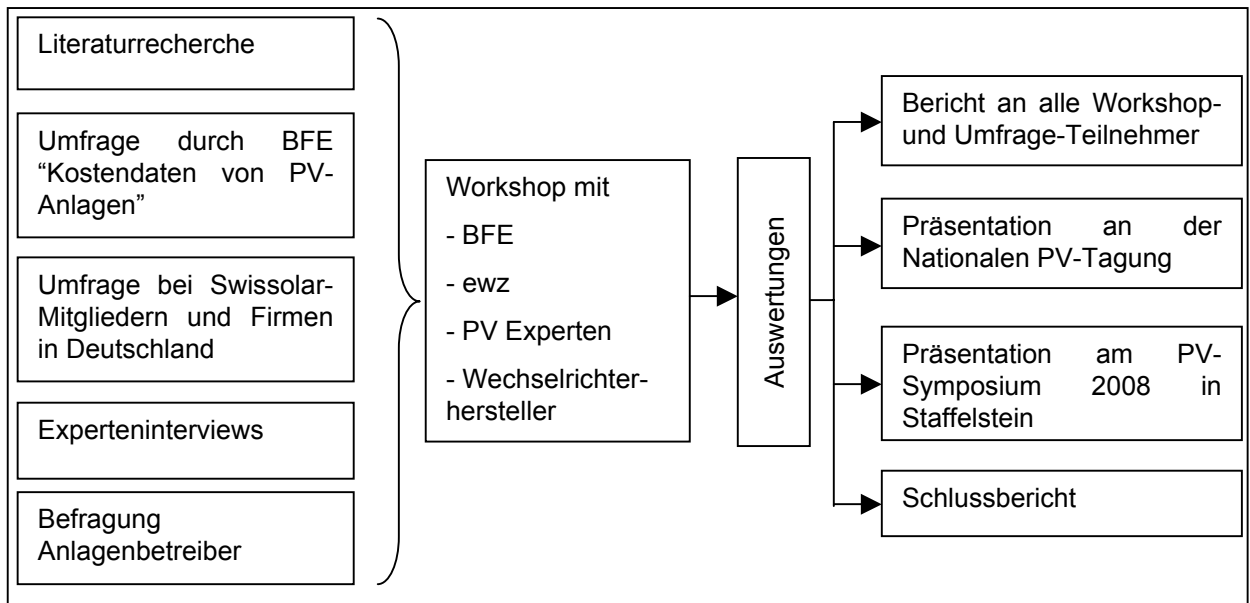 Literaturrecherche
Umfrage durch BFE
“Kostendaten von PV-
Anlagen”
Umfrage bei Swissolar-
Mitgliedern und Firmen
in Deutschland
Experteninterviews
Befragung
Anlagenbetreiber
Workshop mit
- BFE
- ewz
- PV Experten
- Wechselrichter-
hersteller
Auswertungen
Bericht an alle Workshop-
und Umfrage-Teilnehmer
Präsentation an der
Nationalen PV-Tagung
Präsentation am PV-
Symposium 2008 in
Staffelstein
Schlussbericht